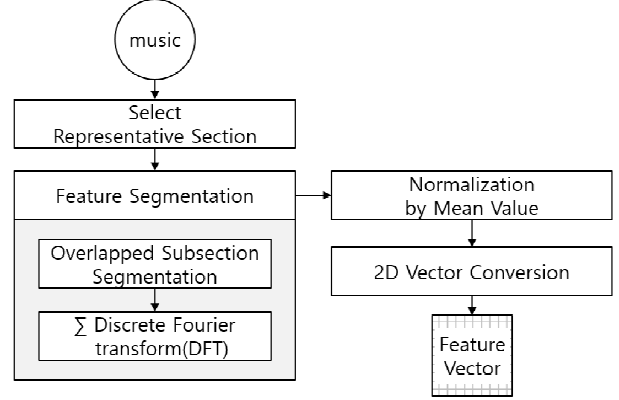 music
Select
Representative Section
Feature Segmentation
Overlapped Subsection
Segmentation
∑ Discrete Fourier
transform(DFT)
Normalization
by Mean Value
2D Vector Conversion
Feature
Vector